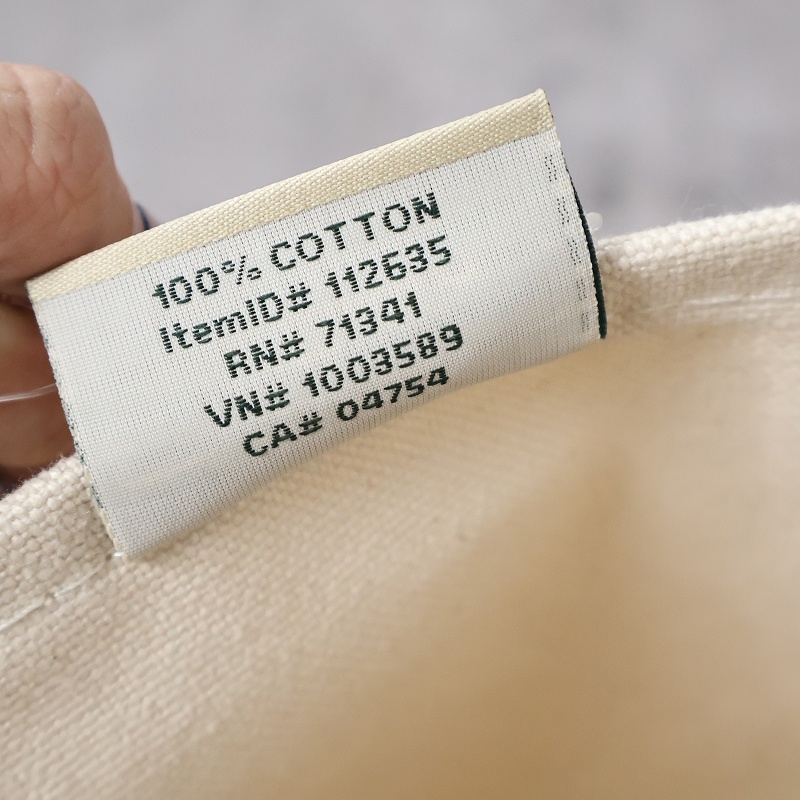 100% COTTON
ItemID# 112635
RN# 71341
VN# 1003589
CA# 04754